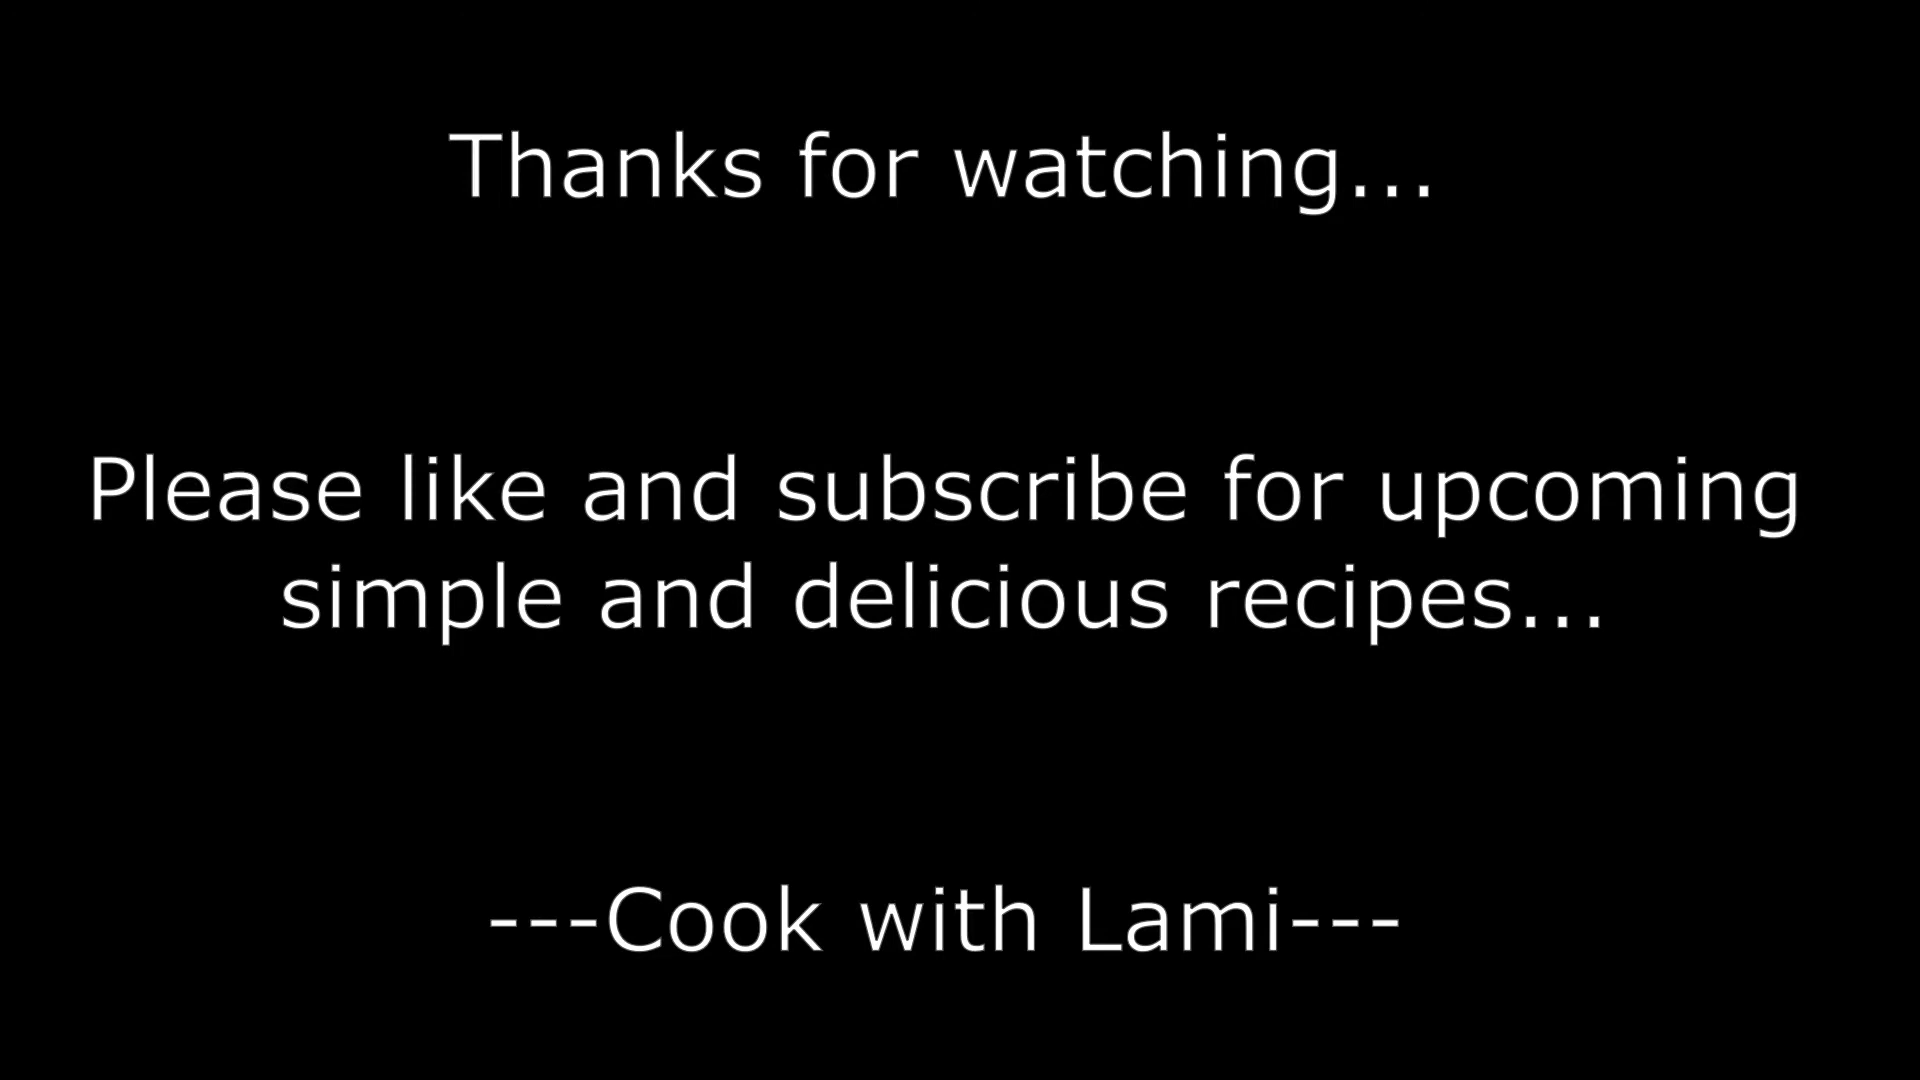 Thanks for watching...
Please like and subscribe for upcoming
simple and delicious recipes...
---Cook with Lami---